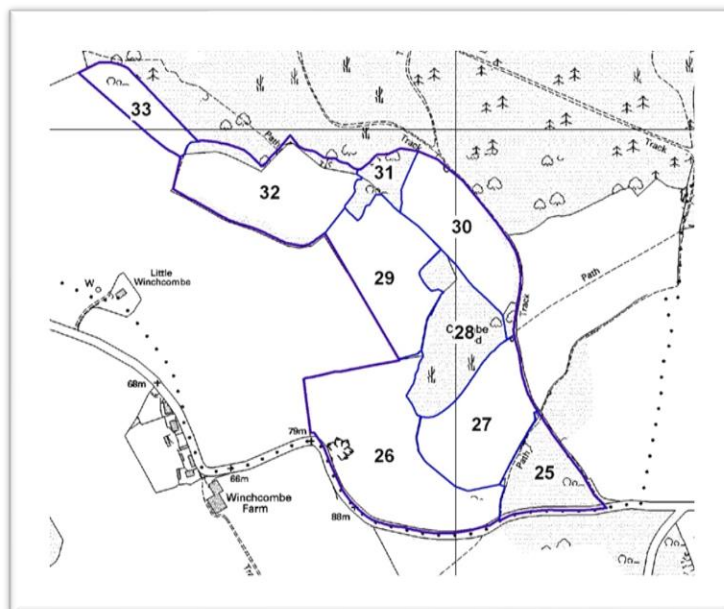 33
Path
Track
31
Track
32
30
29
Path
Little
Winchcombe
W
28
Track
68m
27
79m
26
Path
25
66m
Winchcombe
Farm
88m